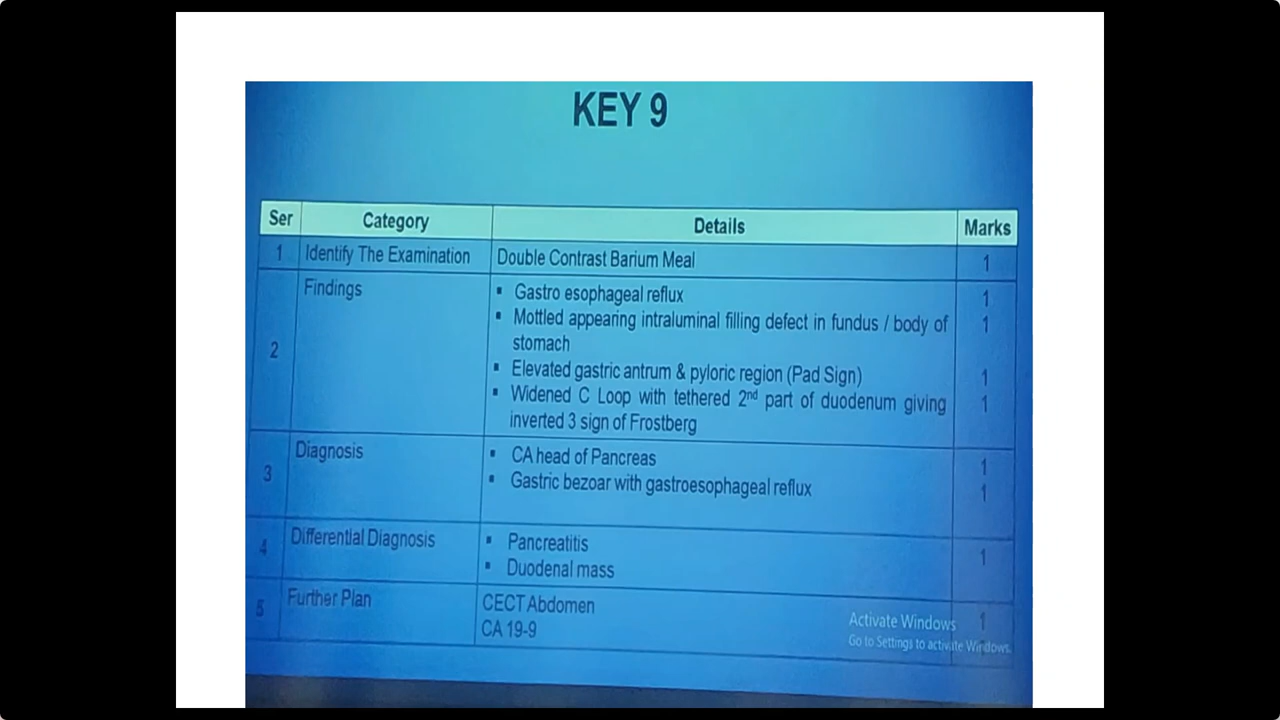 KEY 9
Ser Category Details Marks
1 Identify The Examination Double Contrast Barium Meal 1
2 Findings ▪ Gastro esophageal reflux 1
▪ Mottled appearing intraluminal filling defect in fundus / body of 1
stomach
▪ Elevated gastric antrum & pyloric region (Pad Sign) 1
▪ Widened C Loop with tethered 2nd part of duodenum giving 1
inverted 3 sign of Frostberg
3 Diagnosis ▪ CA head of Pancreas 1
▪ Gastric bezoar with gastroesophageal reflux 1
4 Differential Diagnosis ▪ Pancreatitis 1
▪ Duodenal mass
5 Further Plan CECT Abdomen 1
CA 19-9 1
Activate Windows
Go to Settings to activate Windows.